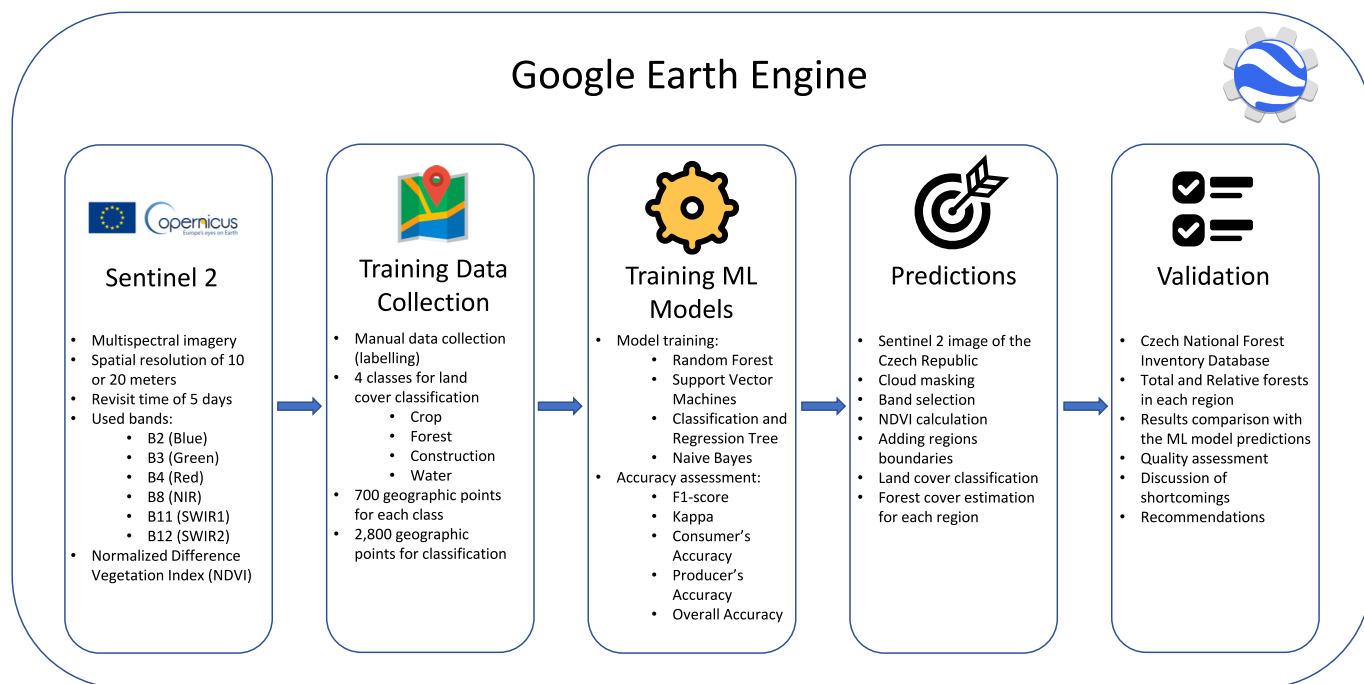 Google Earth Engine
opernicus
Europe's eyes on Earth
Sentinel 2
• Multispectral imagery
• Spatial resolution of 10
or 20 meters
• Revisit time of 5 days
• Used bands:
• B2 (Blue)
• B3 (Green)
• B4 (Red)
• B8 (NIR)
• B11 (SWIR1)
• B12 (SWIR2)
• Normalized Difference
Vegetation Index (NDVI)
Training Data
Collection
• Manual data collection
(labelling)
• 4 classes for land
cover classification
• Crop
• Forest
• Construction
• Water
• 700 geographic points
for each class
• 2,800 geographic
points for classification
Training ML
Models
• Model training:
• Random Forest
• Support Vector
Machines
• Classification and
Regression Tree
• Naive Bayes
• Accuracy assessment:
• F1-score
• Kappa
• Consumer's
Accuracy
• Producer's
Accuracy
• Overall Accuracy
Predictions
• Sentinel 2 image of the
Czech Republic
• Cloud masking
• Band selection
• NDVI calculation
• Adding regions
boundaries
• Land cover classification
• Forest cover estimation
for each region
Validation
• Czech National Forest
Inventory Database
• Total and Relative forests
in each region
• Results comparison with
the ML model predictions
• Quality assessment
• Discussion of
shortcomings
• Recommendations